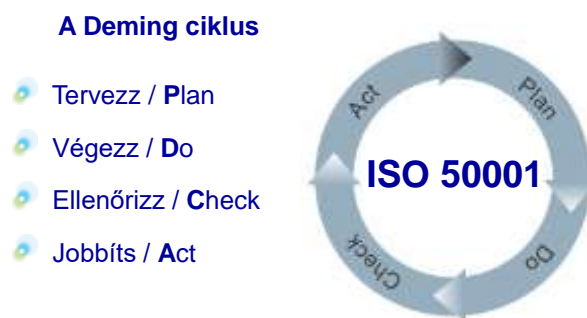 A Deming ciklus
Tervezz / Plan
Végezz / Do
Ellenőrizz / Check
Jobbíts / Act
Act
Plan
ISO 50001
Check
Do